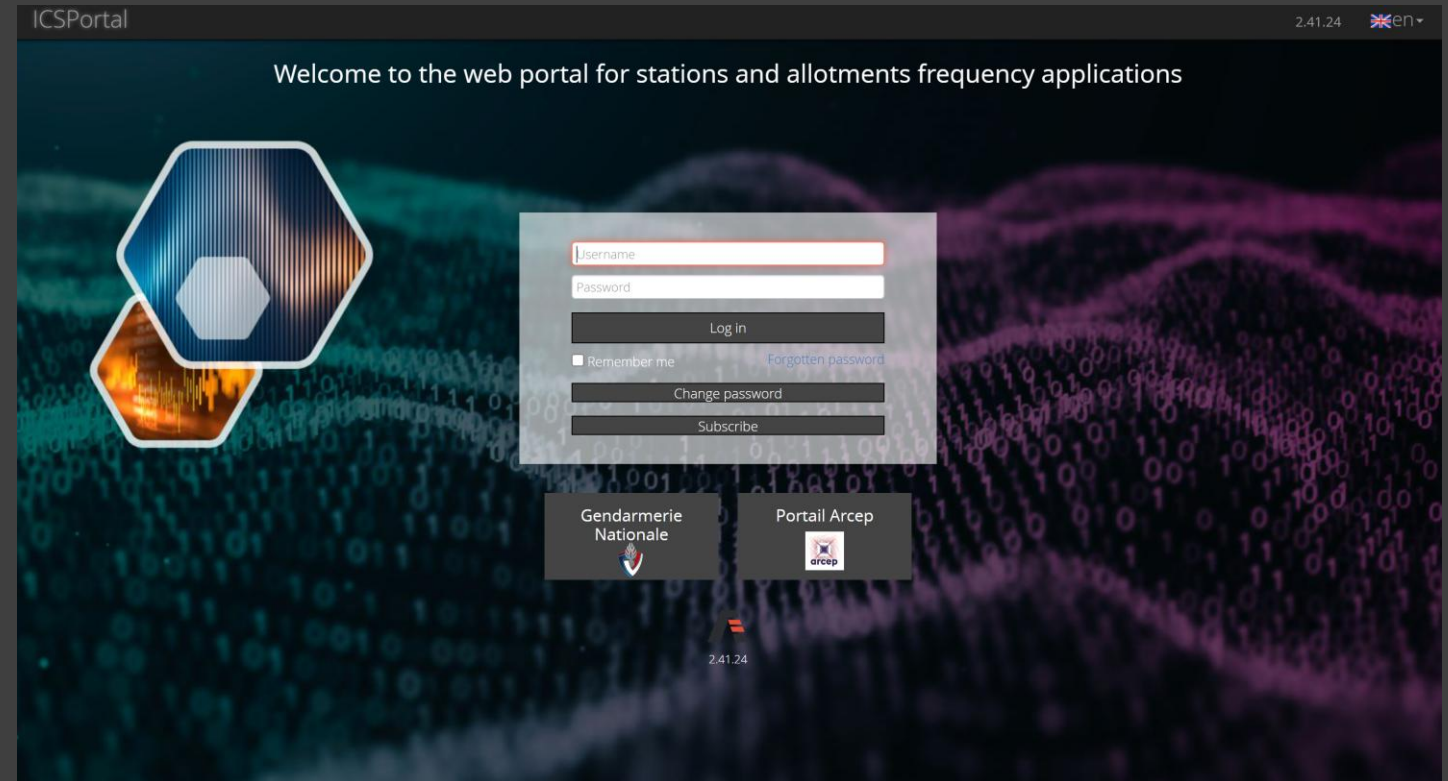 ICSPortal
2.41.24
en
Welcome to the web portal for stations and allotments frequency applications
Username
Password
Log in
Remember me
Forgotten password
Change password
Subscribe
Gendarmerie
Nationale
Portail Arcep
arcep
2.41.24